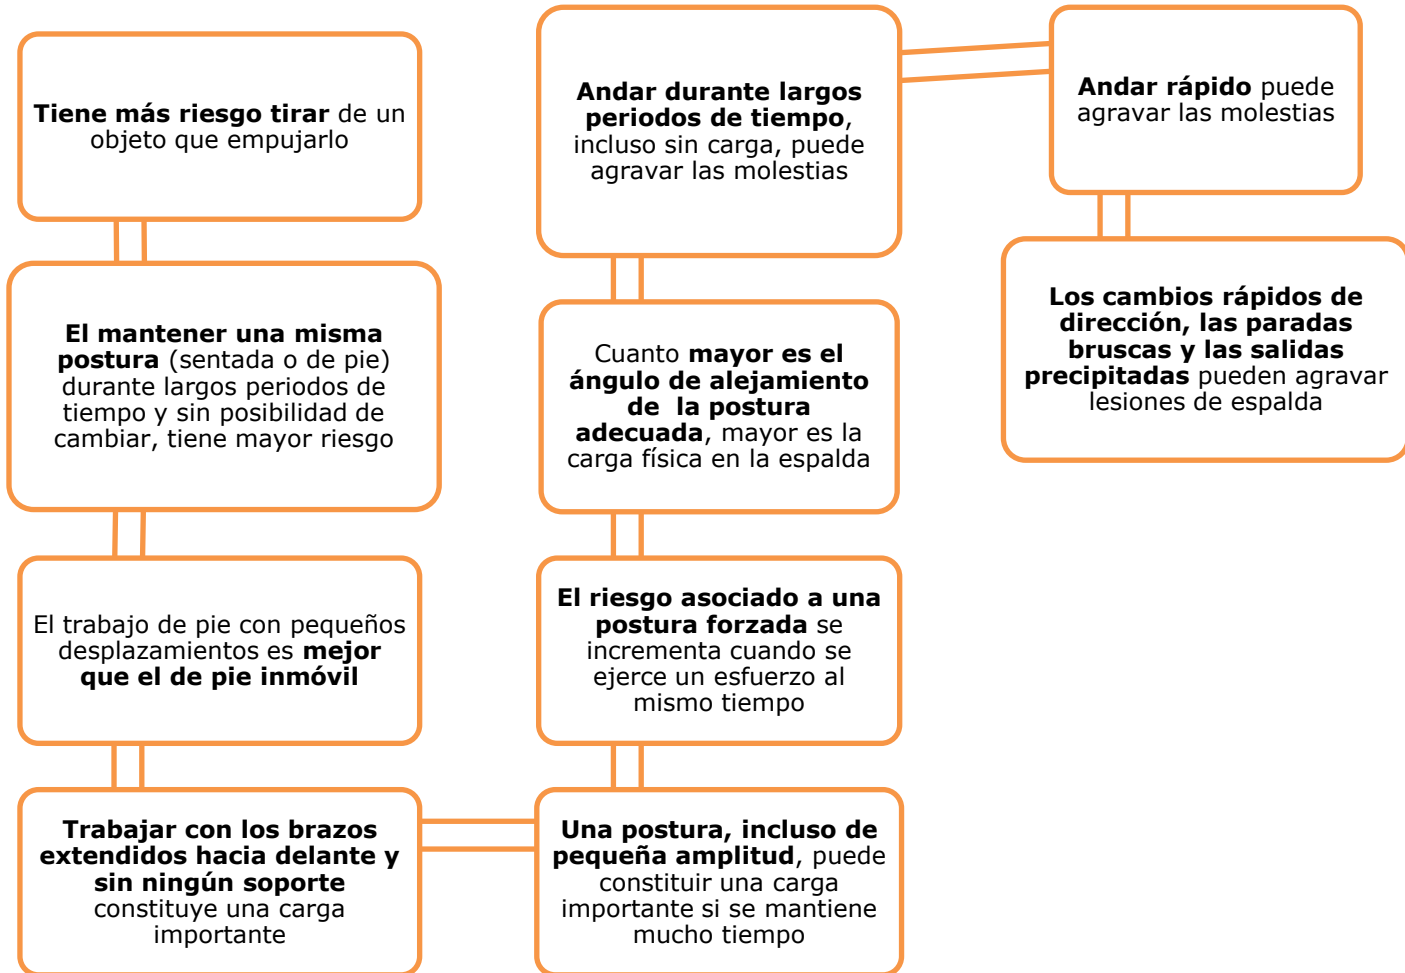 Tiene más riesgo tirar de un
objeto que empujarlo
El mantener una misma
postura (sentada o de pie)
durante largos periodos de
tiempo y sin posibilidad de
cambiar, tiene mayor riesgo
El trabajo de pie con pequeños
desplazamientos es mejor
que el de pie inmóvil
Trabajar con los brazos
extendidos hacia delante y
sin ningún soporte
constituye una carga
importante
Una postura, incluso de
pequeña amplitud, puede
constituir una carga
importante si se mantiene
mucho tiempo
El riesgo asociado a una
postura forzada se
incrementa cuando se
ejerce un esfuerzo al
mismo tiempo
Cuanto mayor es el
ángulo de alejamiento
de la postura
adecuada, mayor es la
carga física en la espalda
Andar durante largos
periodos de tiempo,
incluso sin carga, puede
agravar las molestias
Andar rápido puede
agravar las molestias
Los cambios rápidos de
dirección, las paradas
bruscas y las salidas
precipitadas pueden agravar
lesiones de espalda